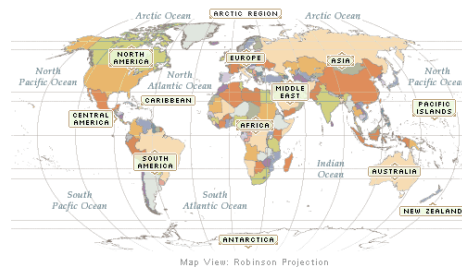 Arctic Ocean
ARCTIC REGION
Arctic Ocean
NORTH
AMERICA
EUROPE
ASIA
North
Pacific Ocean
North
Atlantic Ocean
North
Pacific Oc
MIDDLE
EAST
CARIBBEAN
PACIFIC
ISLANDS
CENTRAL
AMERICA
AFRICA
SOUTH
AMERICA
Indian
Ocean
AUSTRALIA
South
Pacfic Ocean
South
Atlantic Ocean
NEW ZEALAND
ANTARCTICA
Map View: Robinson Projection